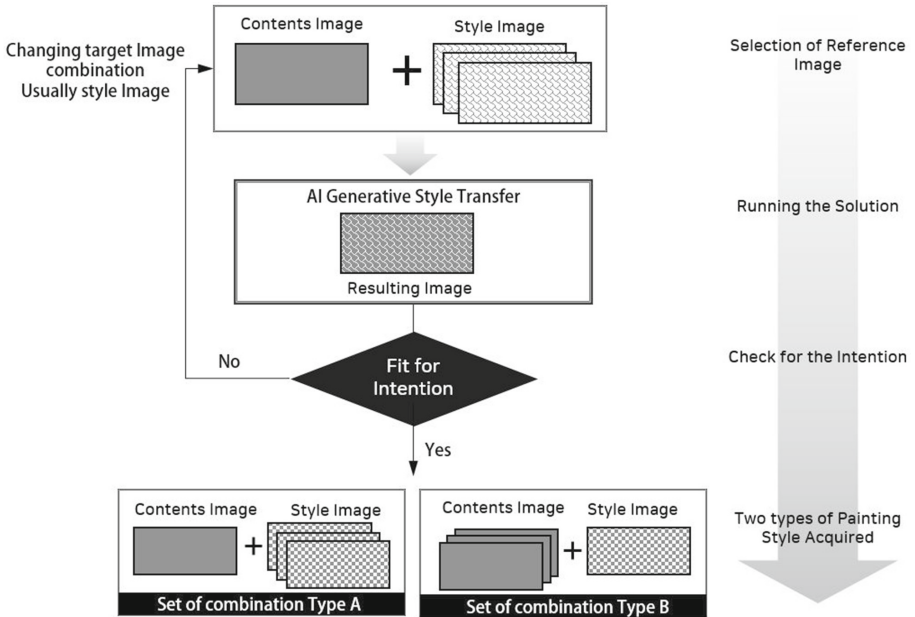 Contents Image
Style Image
Changing target Image
combination
Usually style Image
Selection of Reference
Image
AI Generative Style Transfer
Resulting Image
Running the Solution
No
Fit for
Intention
Check for the Intention
Yes
Contents Image
Style Image
Set of combination Type A
Contents Image
Style Image
Set of combination Type B
Two types of Painting
Style Acquired